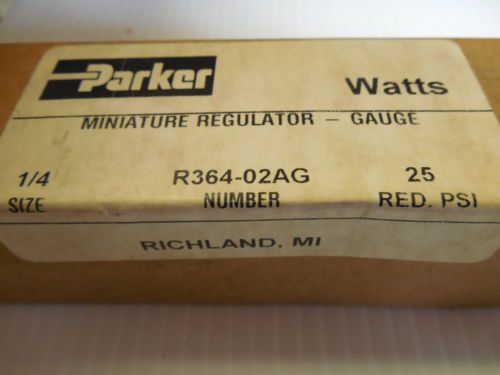 Parker Watts
MINIATURE REGULATOR – GAUGE
1/4 R364-02AG 25
SIZE NUMBER RED. PSI
RICHLAND, MI